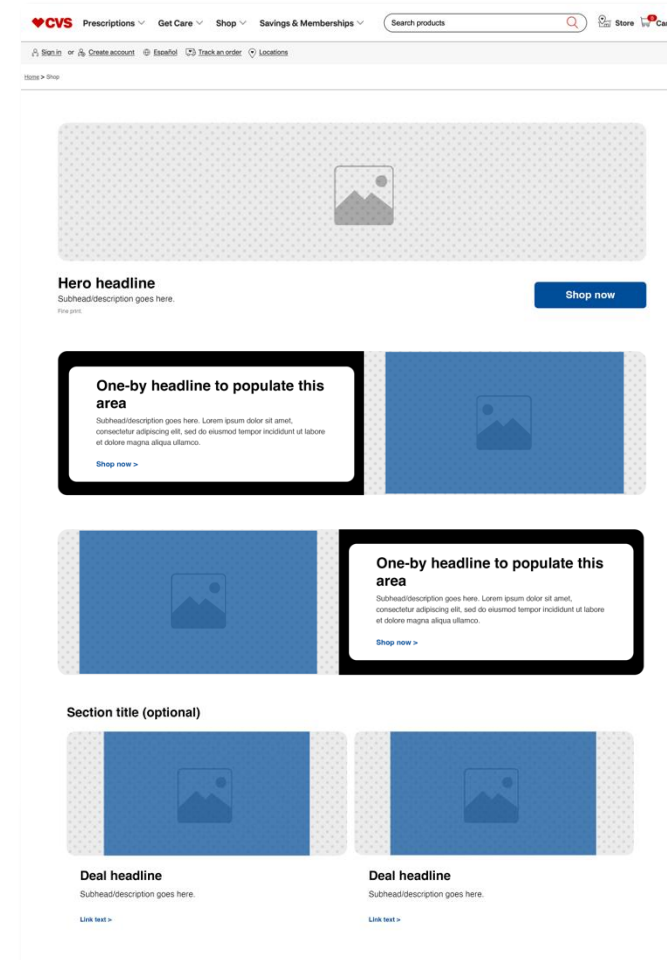 CVS Prescriptions Get Care Shop Savings & Memberships Search products Store
Sign in or Create account Español Track an order Locations
Home > Shop
Hero headline
Subhead/description goes here.
Fine print.
Shop now
One-by headline to populate this
area
Subhead/description goes here. Lorem ipsum dolor sit amet,
consectetur adipiscing elit, sed do eiusmod tempor incididunt ut labore
et dolore magna aliqua ullamco.
Shop now >
One-by headline to populate this
area
Subhead/description goes here. Lorem ipsum dolor sit amet,
consectetur adipiscing elit, sed do eiusmod tempor incididunt ut labore
et dolore magna aliqua ullamco.
Shop now >
Section title (optional)
Deal headline
Subhead/description goes here.
Link text >
Deal headline
Subhead/description goes here.
Link text >